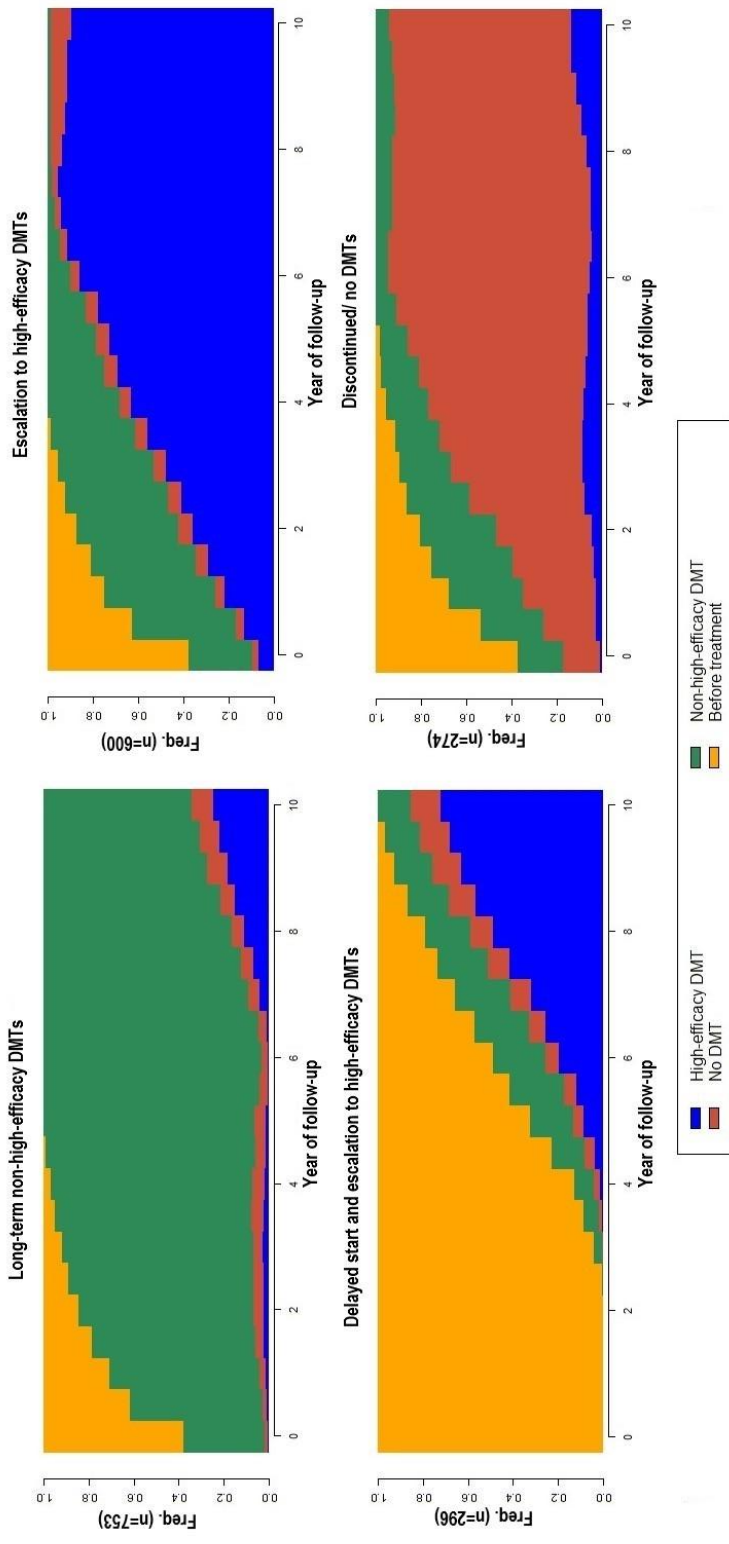 Long-term non-high-efficacy DMTs
Freq. (n=753)
0.0 0.2 0.4 0.6 0.8 1.0
0 2 4 6 8 10
Year of follow-up
Escalation to high-efficacy DMTs
Freq. (n=600)
0.0 0.2 0.4 0.6 0.8 1.0
0 2 4 6 8 10
Year of follow-up
Delayed start and escalation to high-efficacy DMTs
Freq. (n=296)
0.0 0.2 0.4 0.6 0.8 1.0
0 2 4 6 8 10
Year of follow-up
Discontinued/ no DMTs
Freq. (n=274)
0.0 0.2 0.4 0.6 0.8 1.0
0 2 4 6 8 10
Year of follow-up
High-efficacy DMT
No DMT
Non-high-efficacy DMT
Before treatment